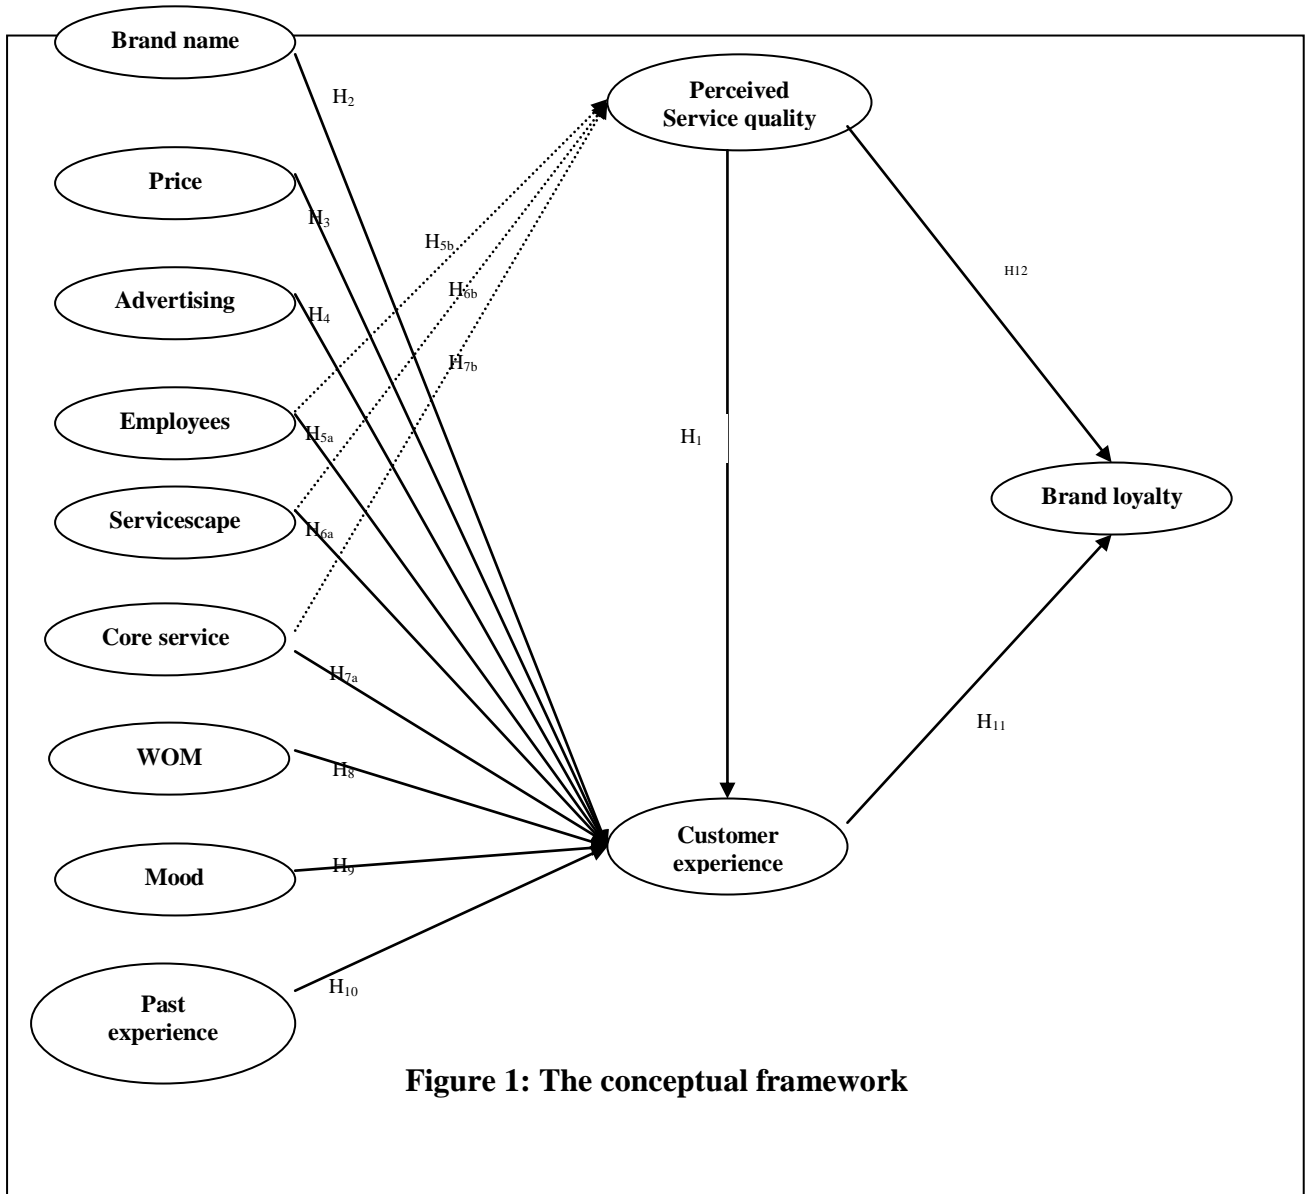 Brand name
H2
Perceived
Service quality
Price
H3
H5b
H12
Advertising
H6b
H4
H7b
Employees
H5a
H1
Servicescape
Brand loyalty
H6a
Core service
H7a
H11
WOM
H8
Customer
experience
Mood
H9
H10
Past
experience
Figure 1: The conceptual framework